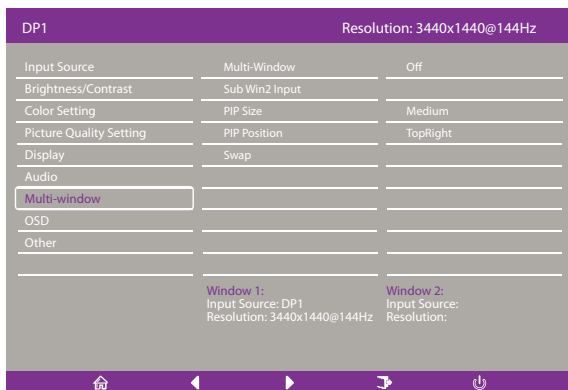 DP1 Resolution: 3440x1440@144Hz
Input Source Multi-Window Off
Brightness/Contrast Sub Win2 Input
Color Setting PIP Size Medium
Picture Quality Setting PIP Position TopRight
Display Swap
Audio
Multi-window
OSD
Other
Window 1: Window 2:
Input Source: DP1 Input Source:
Resolution: 3440x1440@144Hz Resolution: